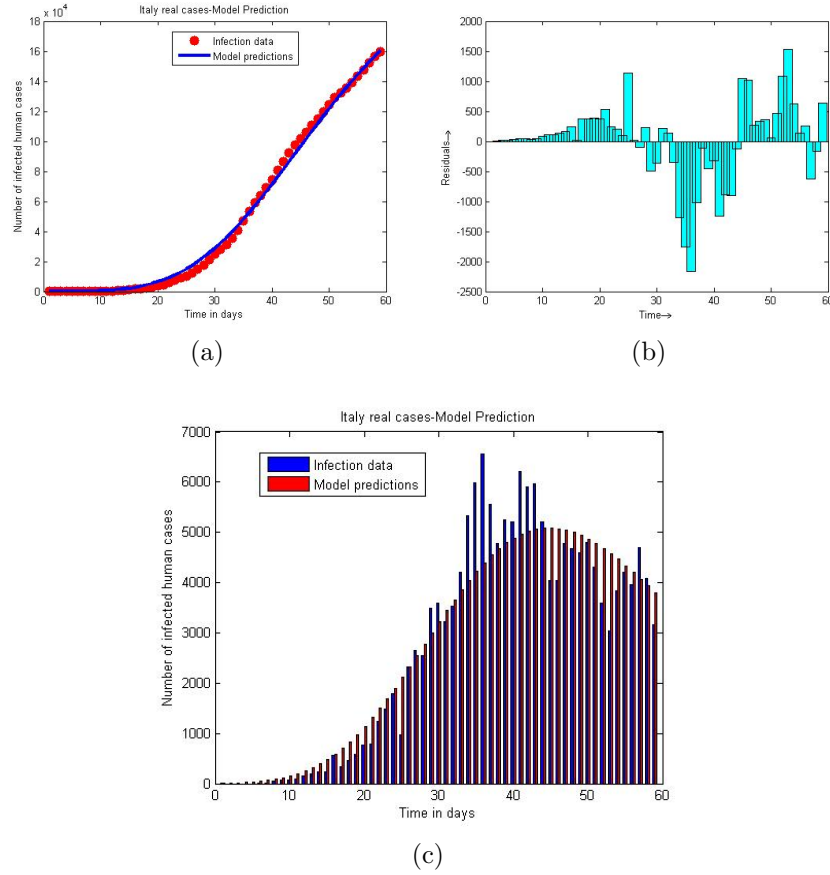 Italy real cases-Model Prediction
18
x 10⁴
16
14
12
10
8
6
4
2
0
Number of infected human cases
Infection data
Model predictions
0 10 20 30 40 50 60
Time in days
(a)
2000
1500
1000
500
0
-500
-1000
-1500
-2000
-2500
Residuals→
0 10 20 30 40 50 60
Time→
(b)
Italy real cases-Model Prediction
7000
6000
5000
4000
3000
2000
1000
0
Number of infected human cases
Infection data
Model predictions
0 10 20 30 40 50 60
Time in days
(c)